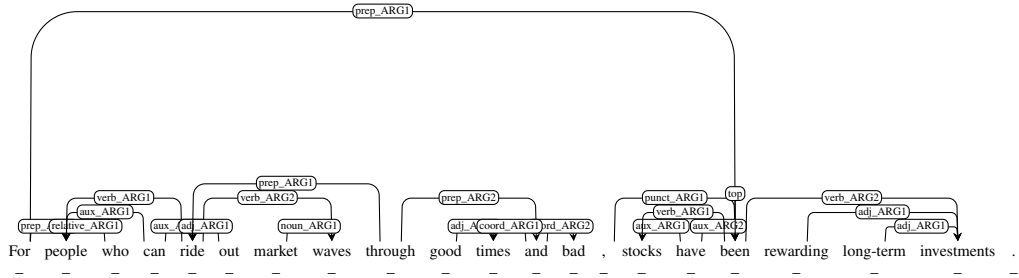 prep_ARG1
prep_ARG1 top
verb_ARG1 verb_ARG2 prep_ARG2 punct_ARG1 verb_ARG2
aux_ARG1 verb_ARG1 adj_ARG1
relative_ARG1 adj_ARG1 noun_ARG1 coord_ARG1 aux_ARG1 aux_ARG2 adj_ARG1
For people who can ride out market waves through good times and bad , stocks have been rewarding long-term investments .